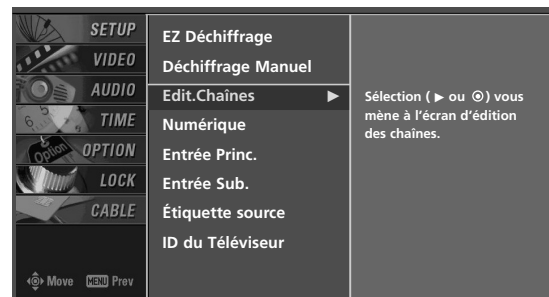 SETUP
VIDEO
AUDIO
TIME
OPTION
LOCK
CABLE
Move MENU Prev
EZ Déchiffrage
Déchiffrage Manuel
Edit.Chaînes ►
Numérique
Entrée Princ.
Entrée Sub.
Étiquette source
ID du Téléviseur
Sélection ( ► ou ⊙) vous
mène à l'écran d'édition
des chaînes.